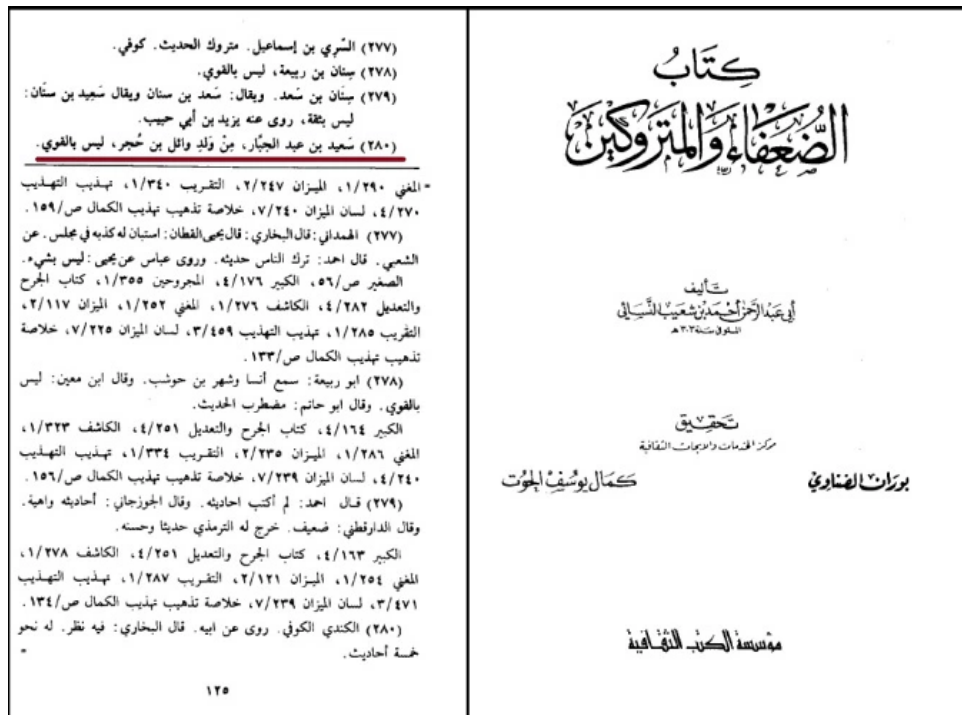 كِتَابُ
الضُّعَفَاءِ وَالمَتروكين
تأليف
أبي عبد الرحمن أحمد بن شعيب النسائي
المتوفى سنة ٣٠٣ هـ
تحقيق
مركز الخدمات والابحاث الثقافية
بوران الضناوي
كمال يوسف الحوت
مؤسسة الكتب الثقافية
(٢٧٧) السَّري بن إسماعيل. متروك الحديث. كوفي.
(٢٧٨) سِنان بن ربيعة، ليس بالقوي.
(٢٧٩) سِنَان بن سَعد. ويقال: سَعد بن سنان ويقال سَعِيد بن سنَان:
ليس بثقة، روى عنه يزيد بن أبي حبيب.
(٢٨٠) سَعيد بن عبد الجَبَّار، مِنْ وَلَدِ وائل بن حُجر، ليس بالقوي.
= المغني ١/٢٩٠، الميزان ٢/٢٤٧، التقريب ١/٣٤٠، تهذيب التهذيب
٤/٢٧٠، لسان الميزان ٧/٢٤٠، خلاصة تذهيب تهذيب الكمال ص/١٥٩.
(٢٧٧) الهمداني: قال البخاري: قال يحيى القطان: استبان له كذبه في مجلس. عن
الشعبي. قال احمد: ترك الناس حديثه. وروى عباس عن يحيى: ليس بشيء.
الصغير ص/٥٦، الكبير ٤/١٧٦، المجروحين ١/٣٥٥، كتاب الجرح
والتعديل ٤/٢٨٢، الكاشف ١/٢٧٦، المغني ١/٢٥٢، الميزان ٢/١١٧،
التقريب ١/٢٨٥، تهذيب التهذيب ٣/٤٥٩، لسان الميزان ٧/٢٢٥، خلاصة
تذهيب تهذيب الكمال ص/١٣٣.
(٢٧٨) ابو ربيعة: سمع أنسا وشهر بن حوشب. وقال ابن معين: ليس
بالقوي. وقال ابو حاتم: مضطرب الحديث.
الكبير ٤/١٦٤، كتاب الجرح والتعديل ٤/٢٥١، الكاشف ١/٣٢٣،
المغني ١/٢٨٦، الميزان ٢/٢٣٥، التقريب ١/٣٣٤، تهذيب التهذيب
٤/٢٤٠، لسان الميزان ٧/٢٣٩، خلاصة تذهيب تهذيب الكمال ص/١٥٦.
(٢٧٩) قال احمد: لم أكتب احاديثه. وقال الجوزجاني: أحاديثه واهية.
وقال الدارقطني: ضعيف. خرج له الترمذي حديثا وحسنه.
الكبير ٤/١٦٣، كتاب الجرح والتعديل ٤/٢٥١، الكاشف ١/٢٧٨،
المغني ١/٢٥٤، الميزان ٢/١٢١، التقريب ١/٢٨٧، تهذيب التهذيب
٣/٤٧١، لسان الميزان ٧/٢٣٩، خلاصة تذهيب تهذيب الكمال ص/١٣٤.
(٢٨٠) الكندي الكوفي. روى عن ابيه. قال البخاري: فيه نظر. له نحو
خمسة أحاديث. =
١٢٥